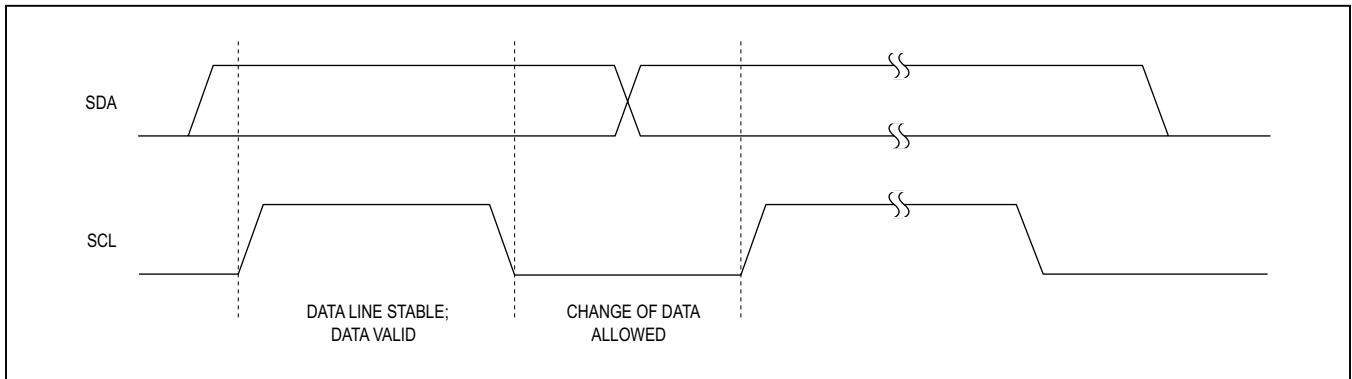 SDA
SCL
DATA LINE STABLE;
DATA VALID
CHANGE OF DATA
ALLOWED